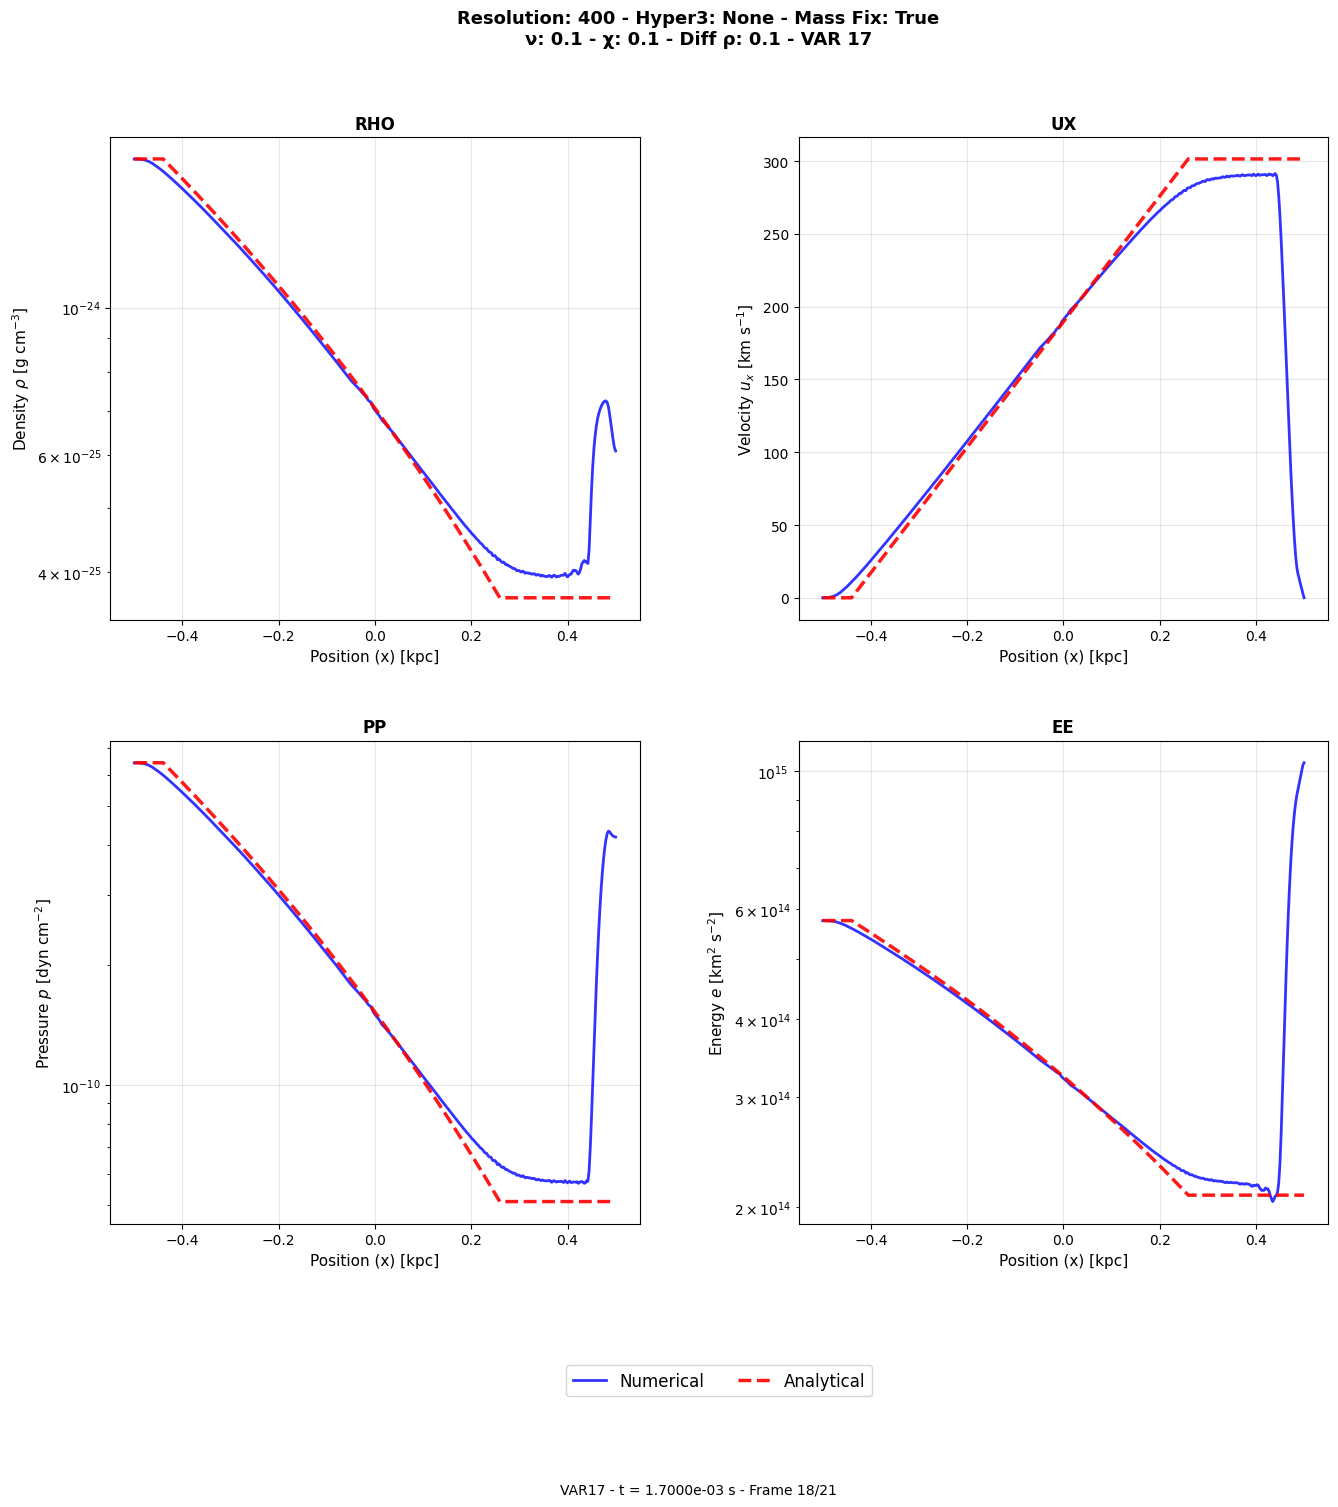 Resolution: 400 - Hyper3: None - Mass Fix: True
ν: 0.1 - χ: 0.1 - Diff ρ: 0.1 - VAR 17
RHO
Density ρ [g cm⁻³]
10⁻²⁴
6 × 10⁻²⁵
4 × 10⁻²⁵
−0.4 −0.2 0.0 0.2 0.4
Position (x) [kpc]
UX
Velocity uₓ [km s⁻¹]
300
250
200
150
100
50
0
−0.4 −0.2 0.0 0.2 0.4
Position (x) [kpc]
PP
Pressure p [dyn cm⁻²]
10⁻¹⁰
−0.4 −0.2 0.0 0.2 0.4
Position (x) [kpc]
EE
Energy e [km² s⁻²]
10¹⁵
6 × 10¹⁴
4 × 10¹⁴
3 × 10¹⁴
2 × 10¹⁴
−0.4 −0.2 0.0 0.2 0.4
Position (x) [kpc]
Numerical Analytical
VAR17 - t = 1.7000e-03 s - Frame 18/21